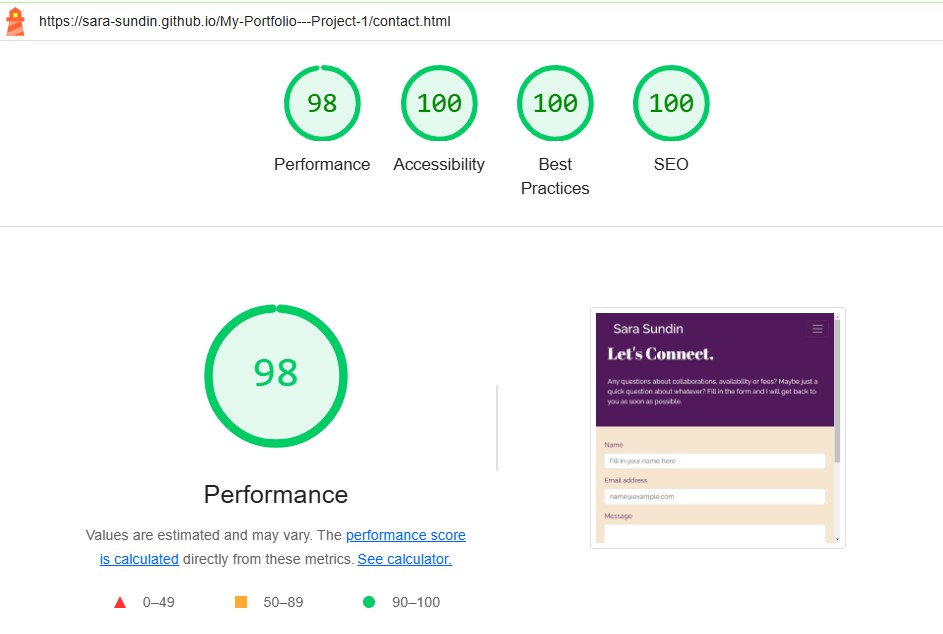 https://sara-sundin.github.io/My-Portfolio---Project-1/contact.html
98
100
100
100
Performance
Accessibility
Best
Practices
SEO
98
Performance
Values are estimated and may vary. The performance score
is calculated directly from these metrics. See calculator.
0–49
50–89
90–100
Sara Sundin
Let's Connect.
Any questions about collaborations, availability or fees? Maybe just a
quick question about whatever? Fill in the form and I will get back to
you as soon as possible.
Name
Fill in your name here
Email address
name@example.com
Message